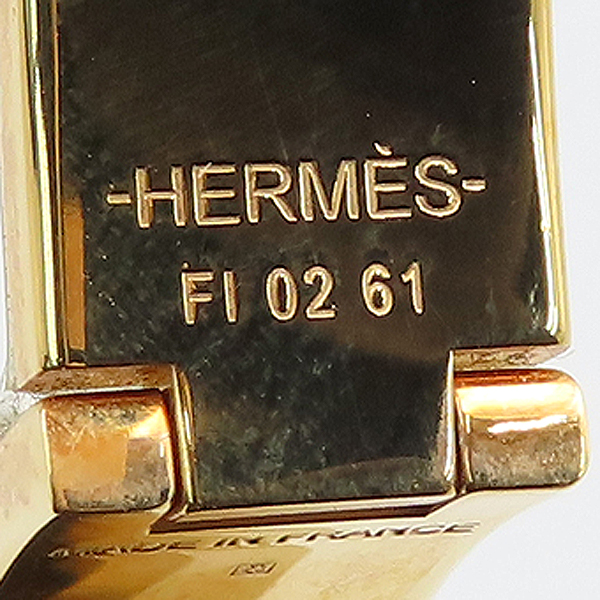 -HERMÈS-
FI 02 61
MADE IN FRANCE